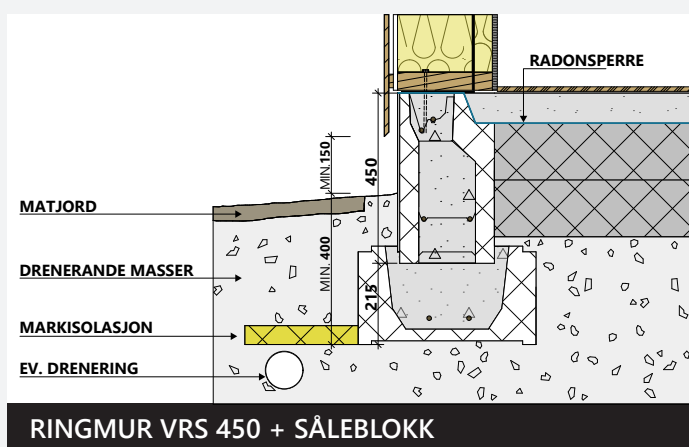 RADONSPERRE
MIN.150
450
MATJORD
MIN. 400
DRENERANDE MASSER
215
MARKISOLASJON
EV. DRENERING
RINGMUR VRS 450 + SÅLEBLOKK